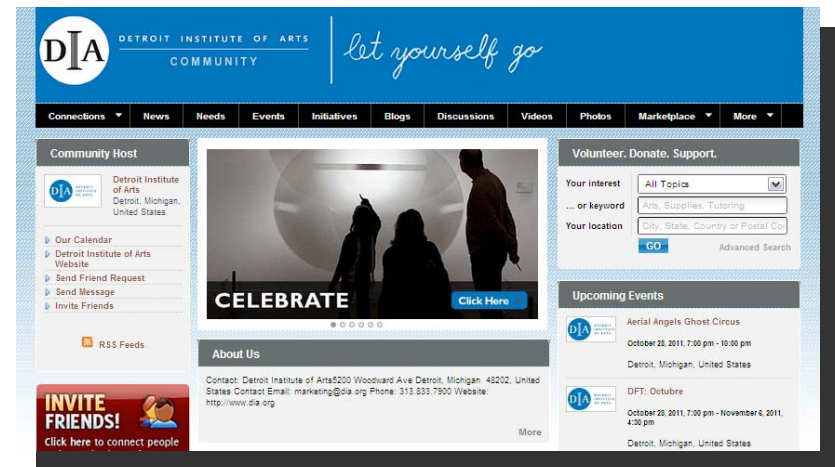 DIA
DETROIT INSTITUTE OF ARTS
COMMUNITY
let yourself go
Connections
News
Needs
Events
Initiatives
Blogs
Discussions
Videos
Photos
Marketplace
More
Community Host
DIA
Detroit Institute
of Arts
Detroit, Michigan,
United States
Our Calendar
Detroit Institute of Arts
Website
Send Friend Request
Send Message
Invite Friends
RSS Feeds
INVITE
FRIENDS!
Click here to connect people
CELEBRATE
Click Here
About Us
Contact: Detroit Institute of Arts5200 Woodward Ave Detroit, Michigan 48202, United
States Contact Email: marketing@dia.org Phone: 313.833.7900 Website:
http://www.dia.org
More
Volunteer. Donate. Support.
Your interest
All Topics
... or keyword
Arts, Supplies, Tutoring
Your location
City, State, Country or Postal Co
GO
Advanced Search
Upcoming Events
DIA
Aerial Angels Ghost Circus
October 28, 2011, 7:00 pm - 10:00 pm
Detroit, Michigan, United States
DIA
DFT: Octubre
October 28, 2011, 7:00 pm - November 6, 2011,
4:30 pm
Detroit, Michigan, United States